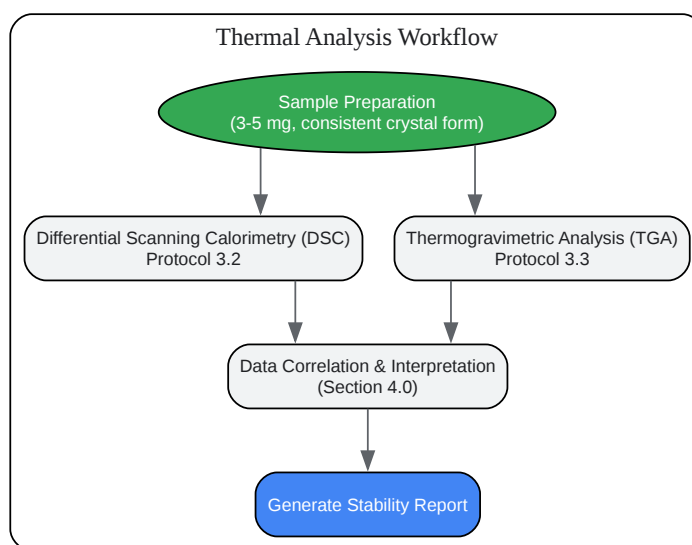 Thermal Analysis Workflow
Sample Preparation
(3-5 mg, consistent crystal form)
Differential Scanning Calorimetry (DSC)
Protocol 3.2
Thermogravimetric Analysis (TGA)
Protocol 3.3
Data Correlation & Interpretation
(Section 4.0)
Generate Stability Report